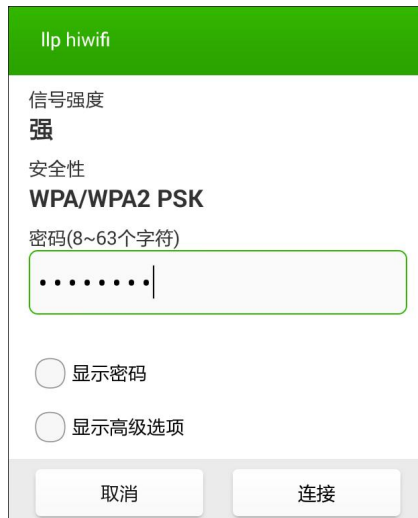 llp hiwifi
信号强度
强
安全性
WPA/WPA2 PSK
密码(8~63个字符)
••••••••
显示密码
显示高级选项
取消
连接